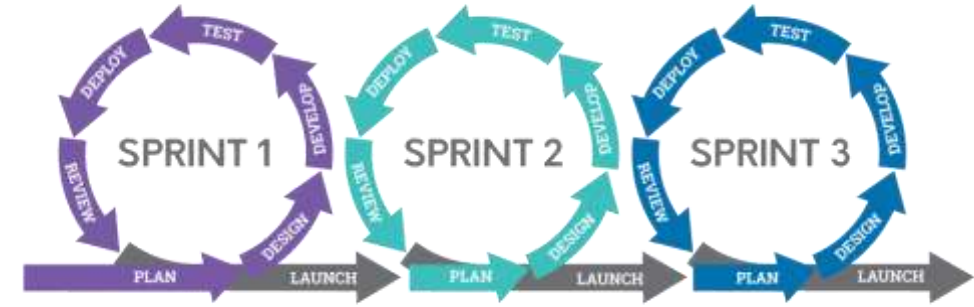 TEST
DEPLOY
DEVELOP
SPRINT 1
REVIEW
DESIGN
PLAN
LAUNCH
TEST
DEPLOY
DEVELOP
SPRINT 2
REVIEW
DESIGN
PLAN
LAUNCH
TEST
DEPLOY
DEVELOP
SPRINT 3
REVIEW
DESIGN
PLAN
LAUNCH